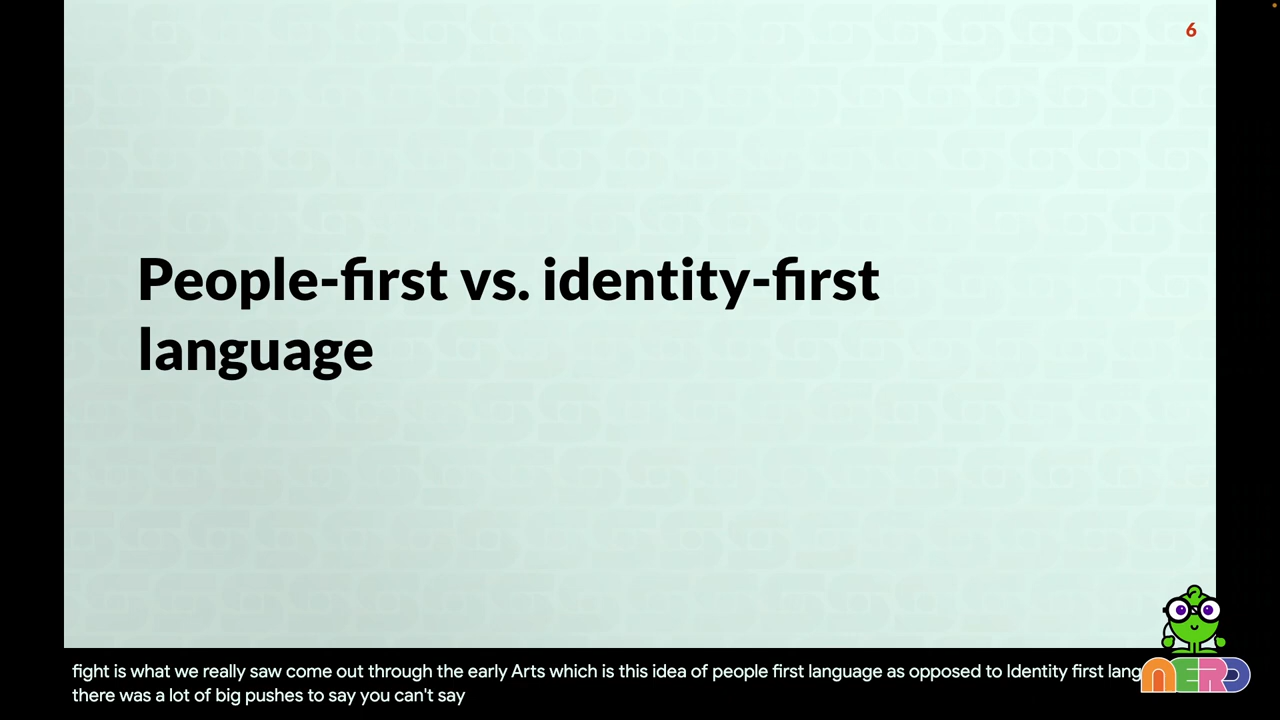 6
People-first vs. identity-first
language
fight is what we really saw come out through the early Arts which is this idea of people first language as opposed to Identity first lang
there was a lot of big pushes to say you can't say
NERD